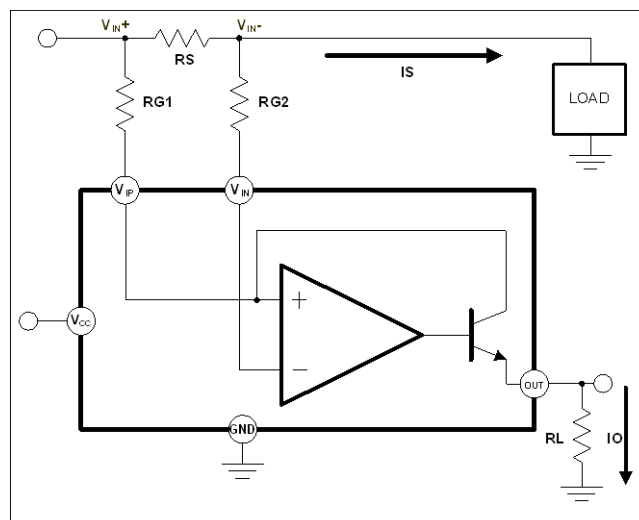 VIN+
VIN-
RS
IS
LOAD
RG1
RG2
VIP
VIN
+
VCC
−
OUT
GND
RL
IO